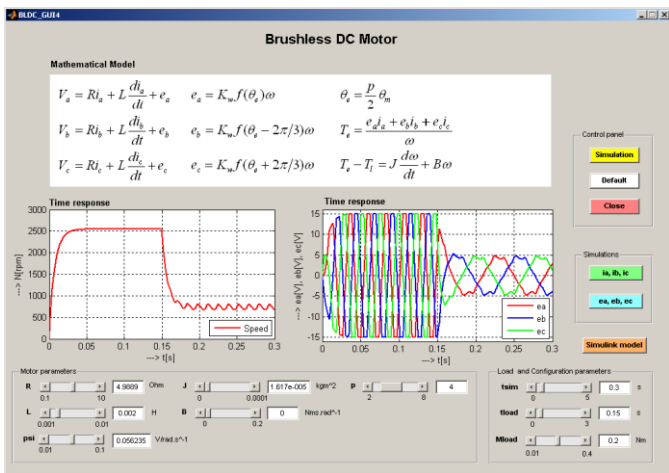 BLDC_GUI4
Brushless DC Motor
Mathematical Model
V_a = Ri_a + L di_a/dt + e_a    e_a = K_w f(θ_e)ω    θ_e = p/2 θ_m
V_b = Ri_b + L di_b/dt + e_b    e_b = K_w f(θ_e − 2π/3)ω    T_e = (e_a i_a + e_b i_b + e_c i_c)/ω
V_c = Ri_c + L di_c/dt + e_c    e_c = K_w f(θ_e + 2π/3)ω    T_e − T_l = J dω/dt + Bω
Control panel
Simulation
Default
Close
Time response
3000
2500
2000
1500
1000
500
0
---> N[rpm]
0 0.05 0.1 0.15 0.2 0.25 0.3
---> t[s]
Speed
Time response
15
10
5
0
-5
-10
-15
---> ea[V], eb[V], ec[V]
0 0.05 0.1 0.15 0.2 0.25 0.3
---> t[s]
ea
eb
ec
Simulations
ia, ib, ic
ea, eb, ec
Simulink model
Motor parameters
R 4.9889 Ohm
0.1 10
L 0.002 H
0.001 0.01
psi 0.056235 V/rad.s^-1
0.01 0.1
J 1.617e-005 kgm^2
0 0.0001
B 0 Nms.rad^-1
0 0.2
P 4
2 8
Load and Configuration parameters
tsim 0.3 s
0 5
tload 0.15 s
0 3
Mload 0.2 Nm
0.01 0.4